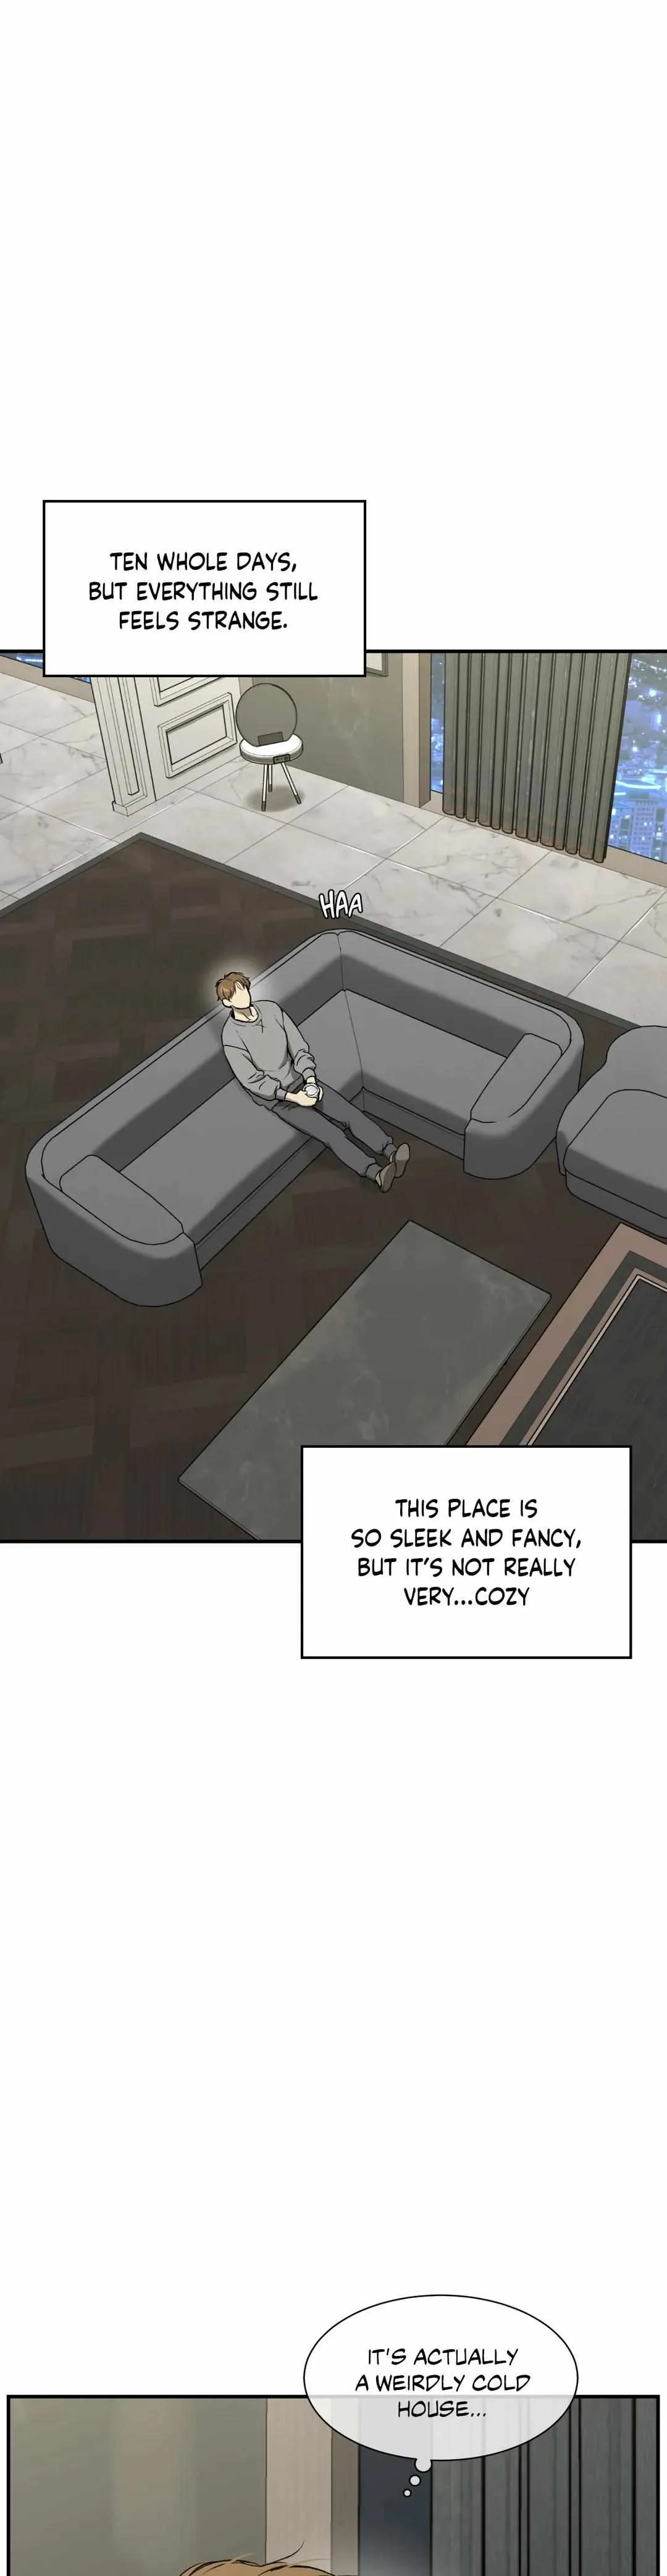 TEN WHOLE DAYS,
BUT EVERYTHING STILL
FEELS STRANGE.
HAA
THIS PLACE IS
SO SLEEK AND FANCY,
BUT IT'S NOT REALLY
VERY...COZY
IT'S ACTUALLY
A WEIRDLY COLD
HOUSE...